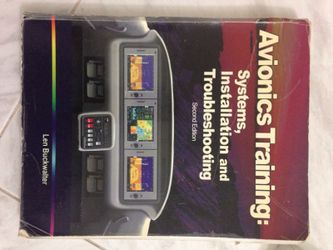 Avionics Training:
Systems,
Installation and
Troubleshooting
Second Edition
Len Buckwalter